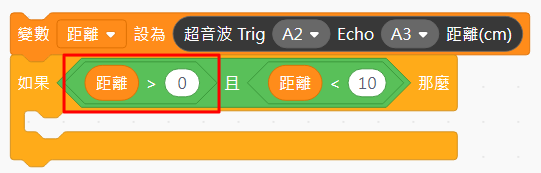 變數 距離 設為 超音波 Trig A2 Echo A3 距離(cm)
如果 距離 > 0 且 距離 < 10 那麼